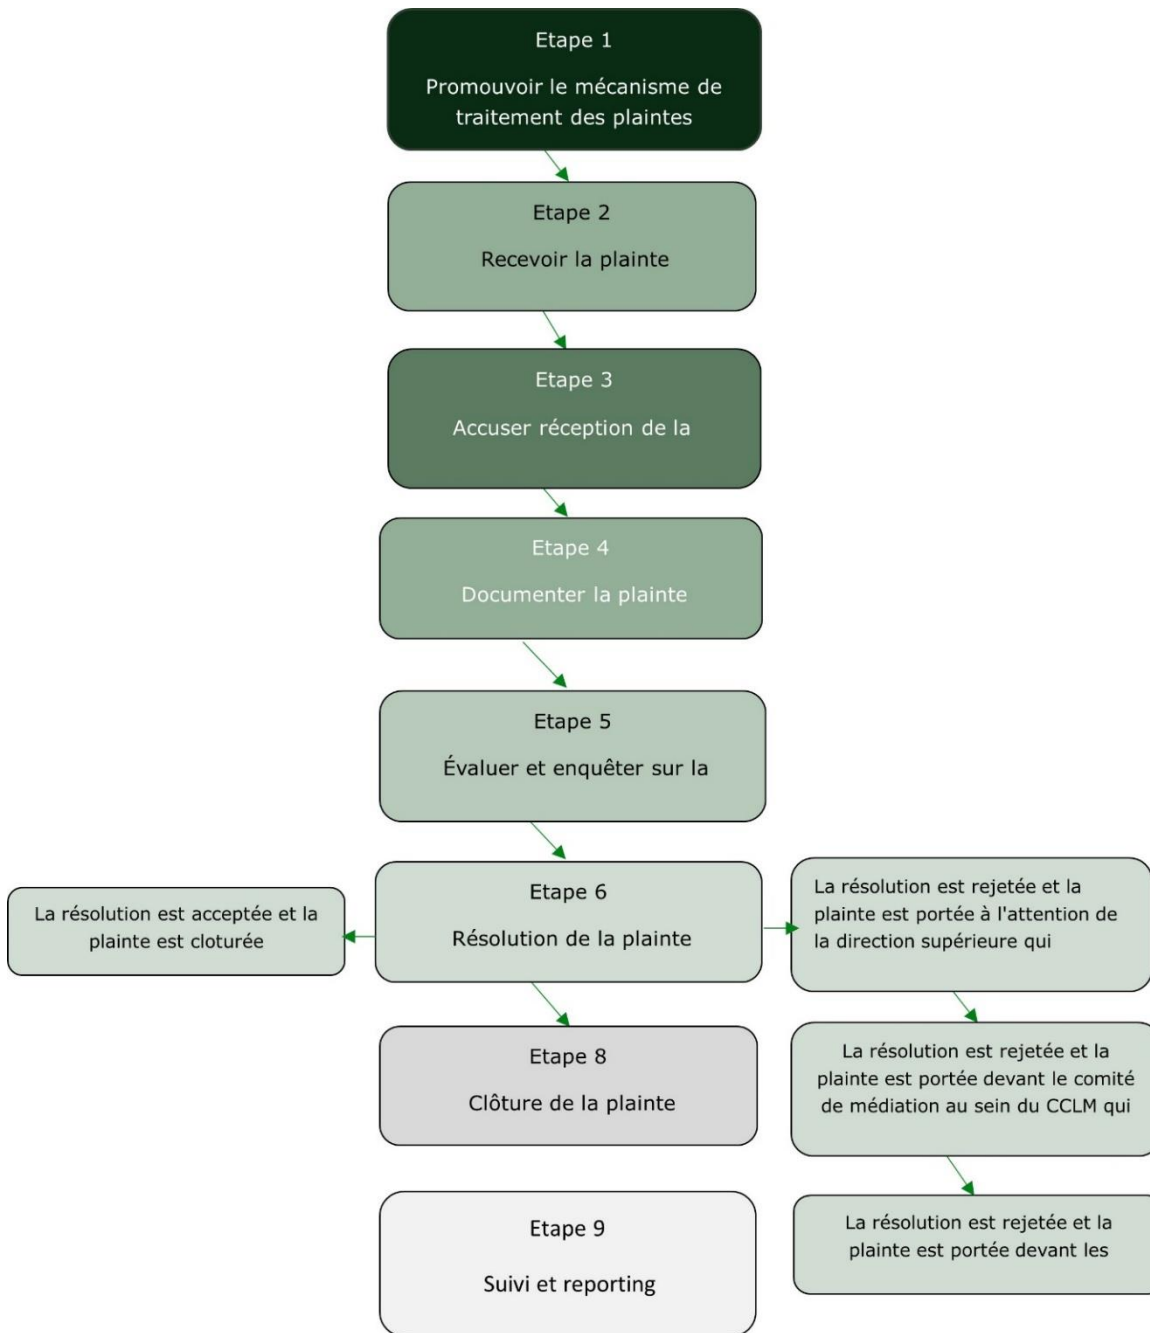 Etape 1
Promouvoir le mécanisme de
traitement des plaintes
Etape 2
Recevoir la plainte
Etape 3
Accuser réception de la
Etape 4
Documenter la plainte
Etape 5
Évaluer et enquêter sur la
Etape 6
Résolution de la plainte
La résolution est acceptée et la
plainte est cloturée
La résolution est rejetée et la
plainte est portée à l'attention de
la direction supérieure qui
La résolution est rejetée et la
plainte est portée devant le comité
de médiation au sein du CCLM qui
La résolution est rejetée et la
plainte est portée devant les
Etape 8
Clôture de la plainte
Etape 9
Suivi et reporting